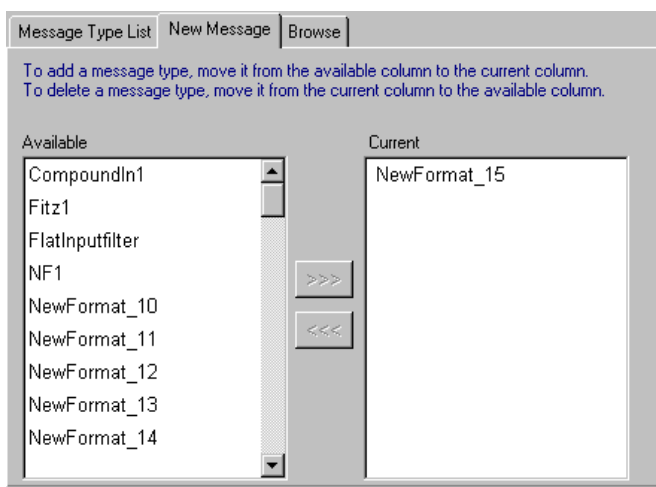 Message Type List New Message Browse
To add a message type, move it from the available column to the current column.
To delete a message type, move it from the current column to the available column.
Available
CompoundIn1
Fitz1
FlatInputfilter
NF1
NewFormat_10
NewFormat_11
NewFormat_12
NewFormat_13
NewFormat_14
>>>
<<<
Current
NewFormat_15